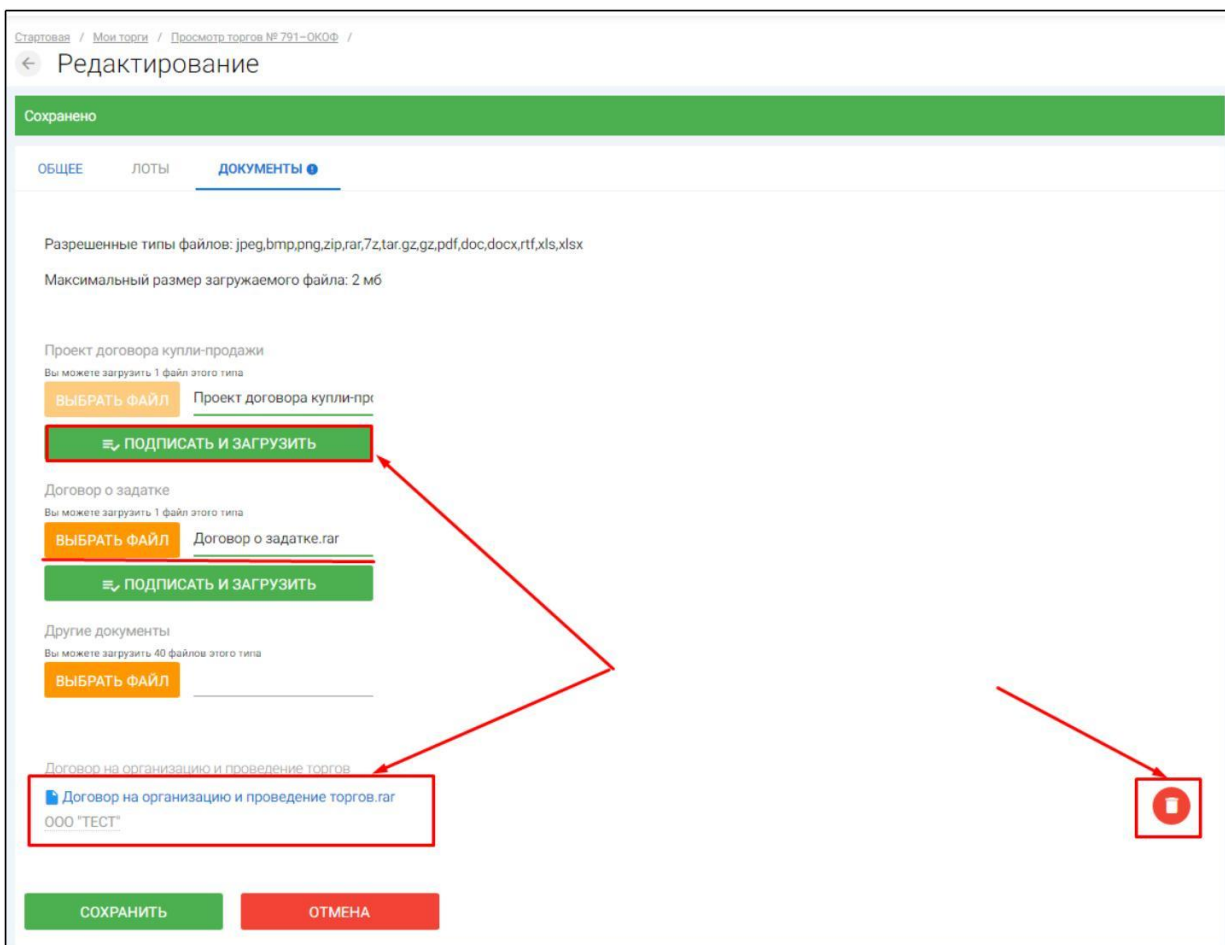 Стартовая / Мои торги / Просмотр торгов № 791–ОКОФ /
Редактирование
Сохранено
ОБЩЕЕ ЛОТЫ ДОКУМЕНТЫ
Разрешенные типы файлов: jpeg,bmp,png,zip,rar,7z,tar.gz,gz,pdf,doc,docx,rtf,xls,xlsx
Максимальный размер загружаемого файла: 2 мб
Проект договора купли-продажи
Вы можете загрузить 1 файл этого типа
ВЫБРАТЬ ФАЙЛ Проект договора купли-про
ПОДПИСАТЬ И ЗАГРУЗИТЬ
Договор о задатке
Вы можете загрузить 1 файл этого типа
ВЫБРАТЬ ФАЙЛ Договор о задатке.rar
ПОДПИСАТЬ И ЗАГРУЗИТЬ
Другие документы
Вы можете загрузить 40 файлов этого типа
ВЫБРАТЬ ФАЙЛ
Договор на организацию и проведение торгов
Договор на организацию и проведение торгов.rar
ООО "ТЕСТ"
СОХРАНИТЬ ОТМЕНА